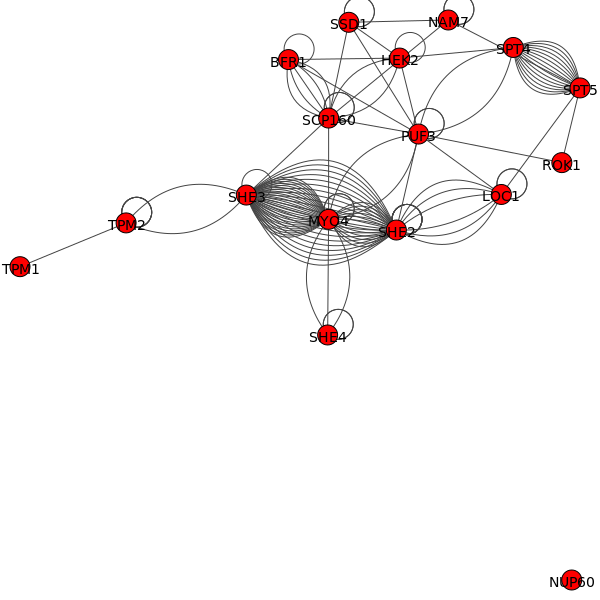 SSD1
NAM7
BFR1
HEK2
SPT4
SPT5
SCP160
PUF3
ROK1
SHE3
LOC1
TPM2
MYO4
SHE2
TPM1
SHE4
NUP60